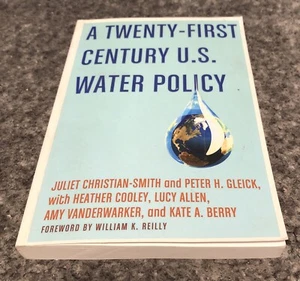 A TWENTY-FIRST
CENTURY U.S.
WATER POLICY
JULIET CHRISTIAN-SMITH and PETER H. GLEICK,
with HEATHER COOLEY, LUCY ALLEN,
AMY VANDERWARKER, and KATE A. BERRY
FOREWORD BY WILLIAM K. REILLY